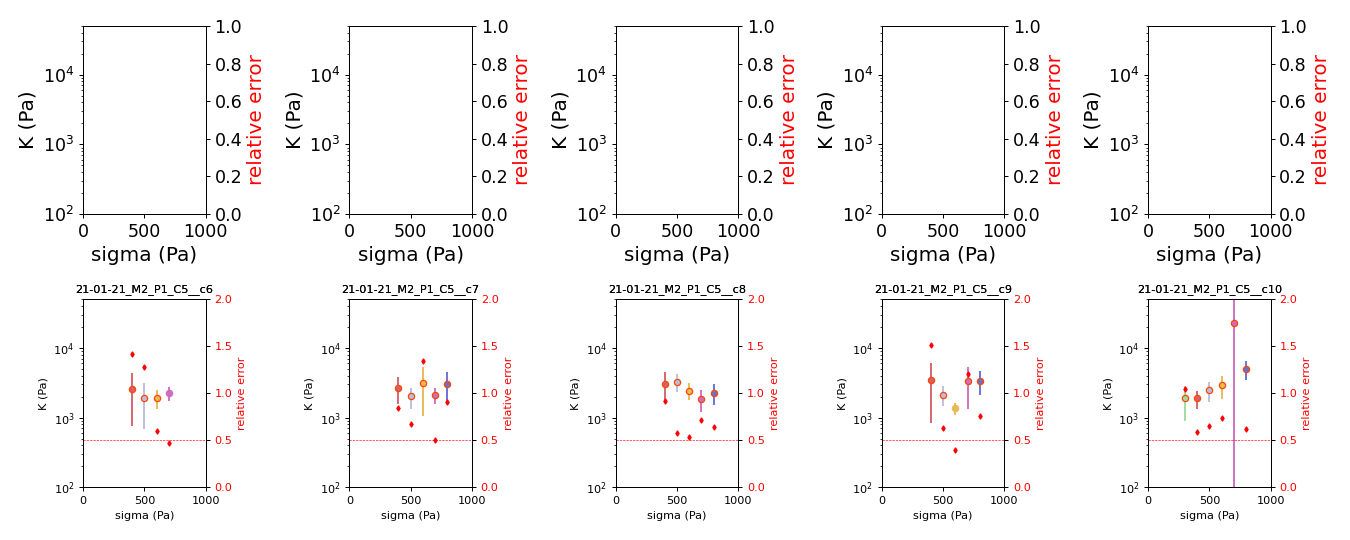 K (Pa)
10⁴
10³
10²
0 500 1000
sigma (Pa)
1.0
0.8
0.6
0.4
0.2
0.0
relative error
K (Pa)
10⁴
10³
10²
0 500 1000
sigma (Pa)
1.0
0.8
0.6
0.4
0.2
0.0
relative error
K (Pa)
10⁴
10³
10²
0 500 1000
sigma (Pa)
1.0
0.8
0.6
0.4
0.2
0.0
relative error
K (Pa)
10⁴
10³
10²
0 500 1000
sigma (Pa)
1.0
0.8
0.6
0.4
0.2
0.0
relative error
K (Pa)
10⁴
10³
10²
0 500 1000
sigma (Pa)
1.0
0.8
0.6
0.4
0.2
0.0
relative error
21-01-21_M2_P1_C5__c6
K (Pa)
10⁴
10³
10²
0 500 1000
sigma (Pa)
2.0
1.5
1.0
0.5
0.0
relative error
21-01-21_M2_P1_C5__c7
K (Pa)
10⁴
10³
10²
0 500 1000
sigma (Pa)
2.0
1.5
1.0
0.5
0.0
relative error
21-01-21_M2_P1_C5__c8
K (Pa)
10⁴
10³
10²
0 500 1000
sigma (Pa)
2.0
1.5
1.0
0.5
0.0
relative error
21-01-21_M2_P1_C5__c9
K (Pa)
10⁴
10³
10²
0 500 1000
sigma (Pa)
2.0
1.5
1.0
0.5
0.0
relative error
21-01-21_M2_P1_C5__c10
K (Pa)
10⁴
10³
10²
0 500 1000
sigma (Pa)
2.0
1.5
1.0
0.5
0.0
relative error